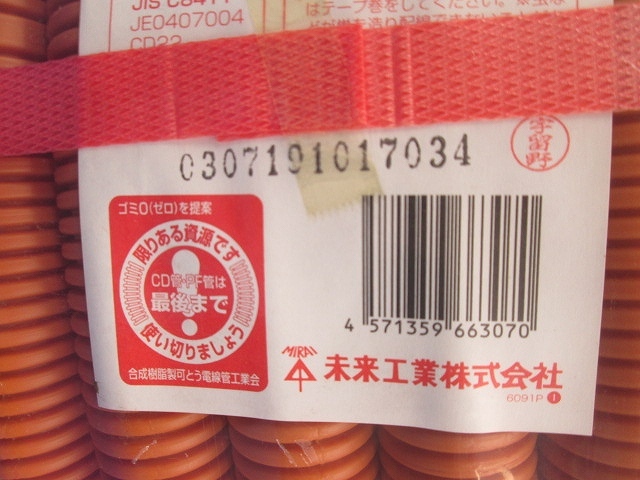 JIS C8411
JE0407004
CD22
はテープ巻をしてください。
0307191017034
宇留野
ゴミ0(ゼロ)を提案
限りある資源です
CD管・PF管は
最後まで
使い切りましょう
合成樹脂製可とう電線管工業会
4 571359 663070
MIRAI
未来工業株式会社
6091P 1